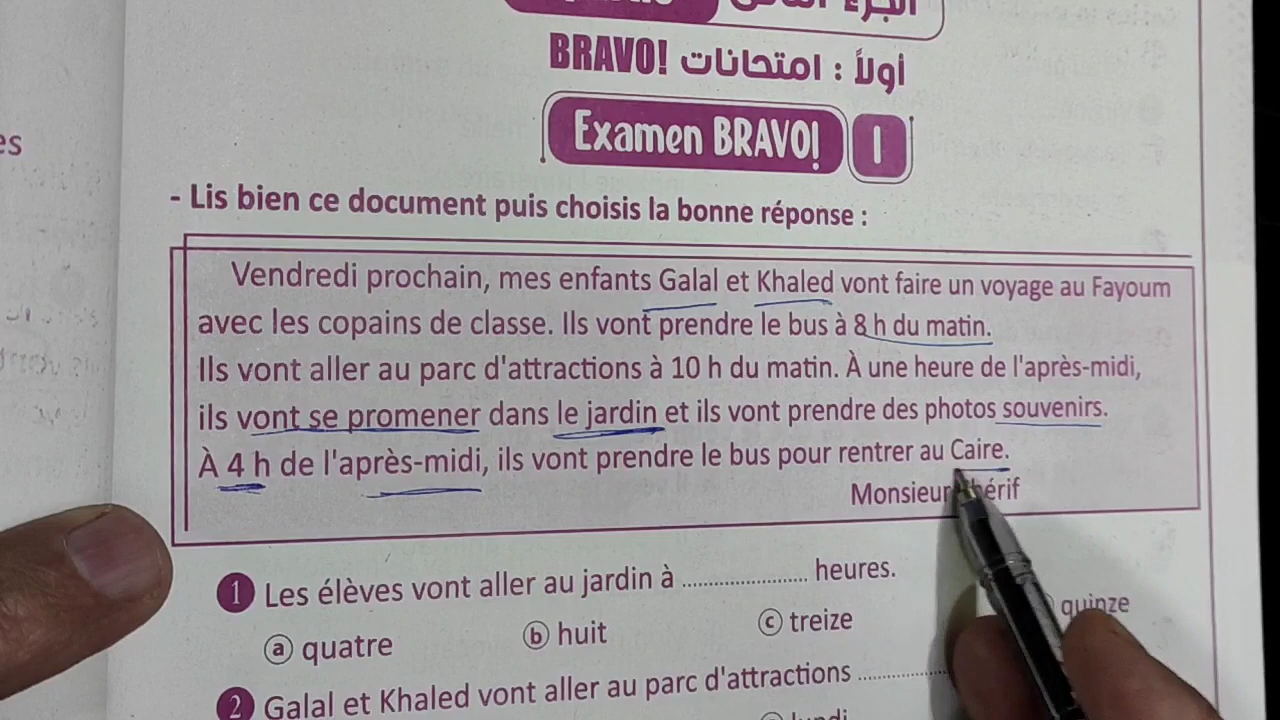 أولاً : امتحانات BRAVO!
Examen BRAVO! 1
- Lis bien ce document puis choisis la bonne réponse :
Vendredi prochain, mes enfants Galal et Khaled vont faire un voyage au Fayoum
avec les copains de classe. Ils vont prendre le bus à 8 h du matin.
Ils vont aller au parc d'attractions à 10 h du matin. À une heure de l'après-midi,
ils vont se promener dans le jardin et ils vont prendre des photos souvenirs.
À 4 h de l'après-midi, ils vont prendre le bus pour rentrer au Caire.
Monsieur
1 Les élèves vont aller au jardin à ........................ heures.
a quatre b huit c treize quinze
2 Galal et Khaled vont aller au parc d'attractions ................
lundi